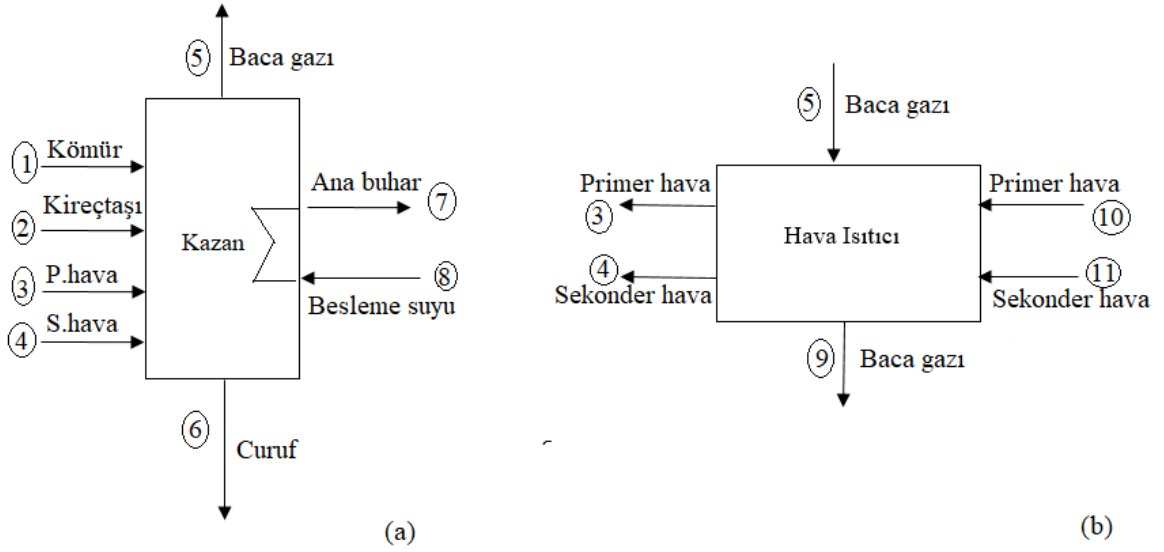 5 Baca gazı
1 Kömür
2 Kireçtaşı
3 P.hava
4 S.hava
Kazan
Ana buhar 7
8
Besleme suyu
6
Curuf
(a)
5
Baca gazı
Primer hava
3
4
Sekonder hava
Hava Isıtıcı
Primer hava
10
11
Sekonder hava
9 Baca gazı
(b)